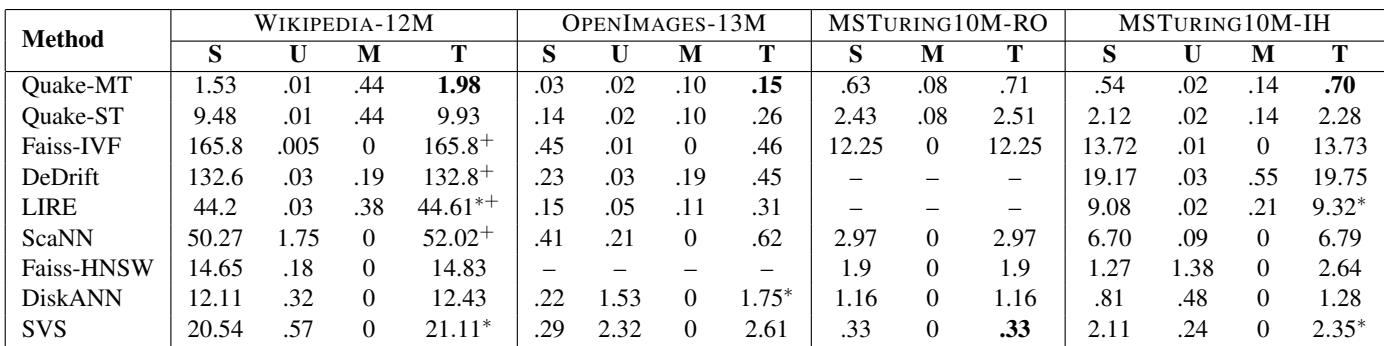 Method WIKIPEDIA-12M OPENIMAGES-13M MSTURING10M-RO MSTURING10M-IH
S U M T S U M T S M T S U M T
Quake-MT 1.53 .01 .44 1.98 .03 .02 .10 .15 .63 .08 .71 .54 .02 .14 .70
Quake-ST 9.48 .01 .44 9.93 .14 .02 .10 .26 2.43 .08 2.51 2.12 .02 .14 2.28
Faiss-IVF 165.8 .005 0 165.8⁺ .45 .01 0 .46 12.25 0 12.25 13.72 .01 0 13.73
DeDrift 132.6 .03 .19 132.8⁺ .23 .03 .19 .45 – – – 19.17 .03 .55 19.75
LIRE 44.2 .03 .38 44.61*⁺ .15 .05 .11 .31 – – – 9.08 .02 .21 9.32*
ScaNN 50.27 1.75 0 52.02⁺ .41 .21 0 .62 2.97 0 2.97 6.70 .09 0 6.79
Faiss-HNSW 14.65 .18 0 14.83 – – – – 1.9 0 1.9 1.27 1.38 0 2.64
DiskANN 12.11 .32 0 12.43 .22 1.53 0 1.75* 1.16 0 1.16 .81 .48 0 1.28
SVS 20.54 .57 0 21.11* .29 2.32 0 2.61 .33 0 .33 2.11 .24 0 2.35*